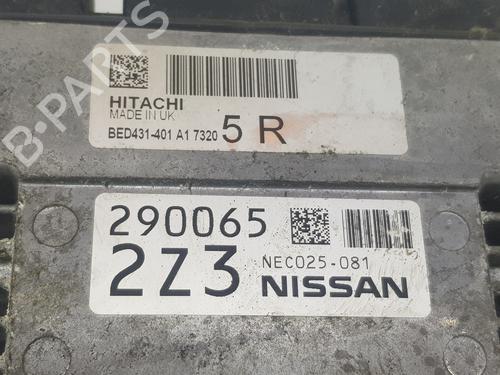 B-PARTS
HITACHI
MADE IN UK
BED431-401 A1 7320 5 R
290065
2Z3
NEC025-081
NISSAN